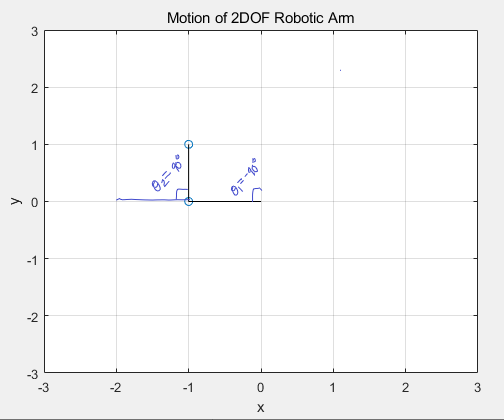 Motion of 2DOF Robotic Arm
3
2
1
0
-1
-2
-3
y
θ2=90°
θ1=-90°
-3 -2 -1 0 1 2 3
x